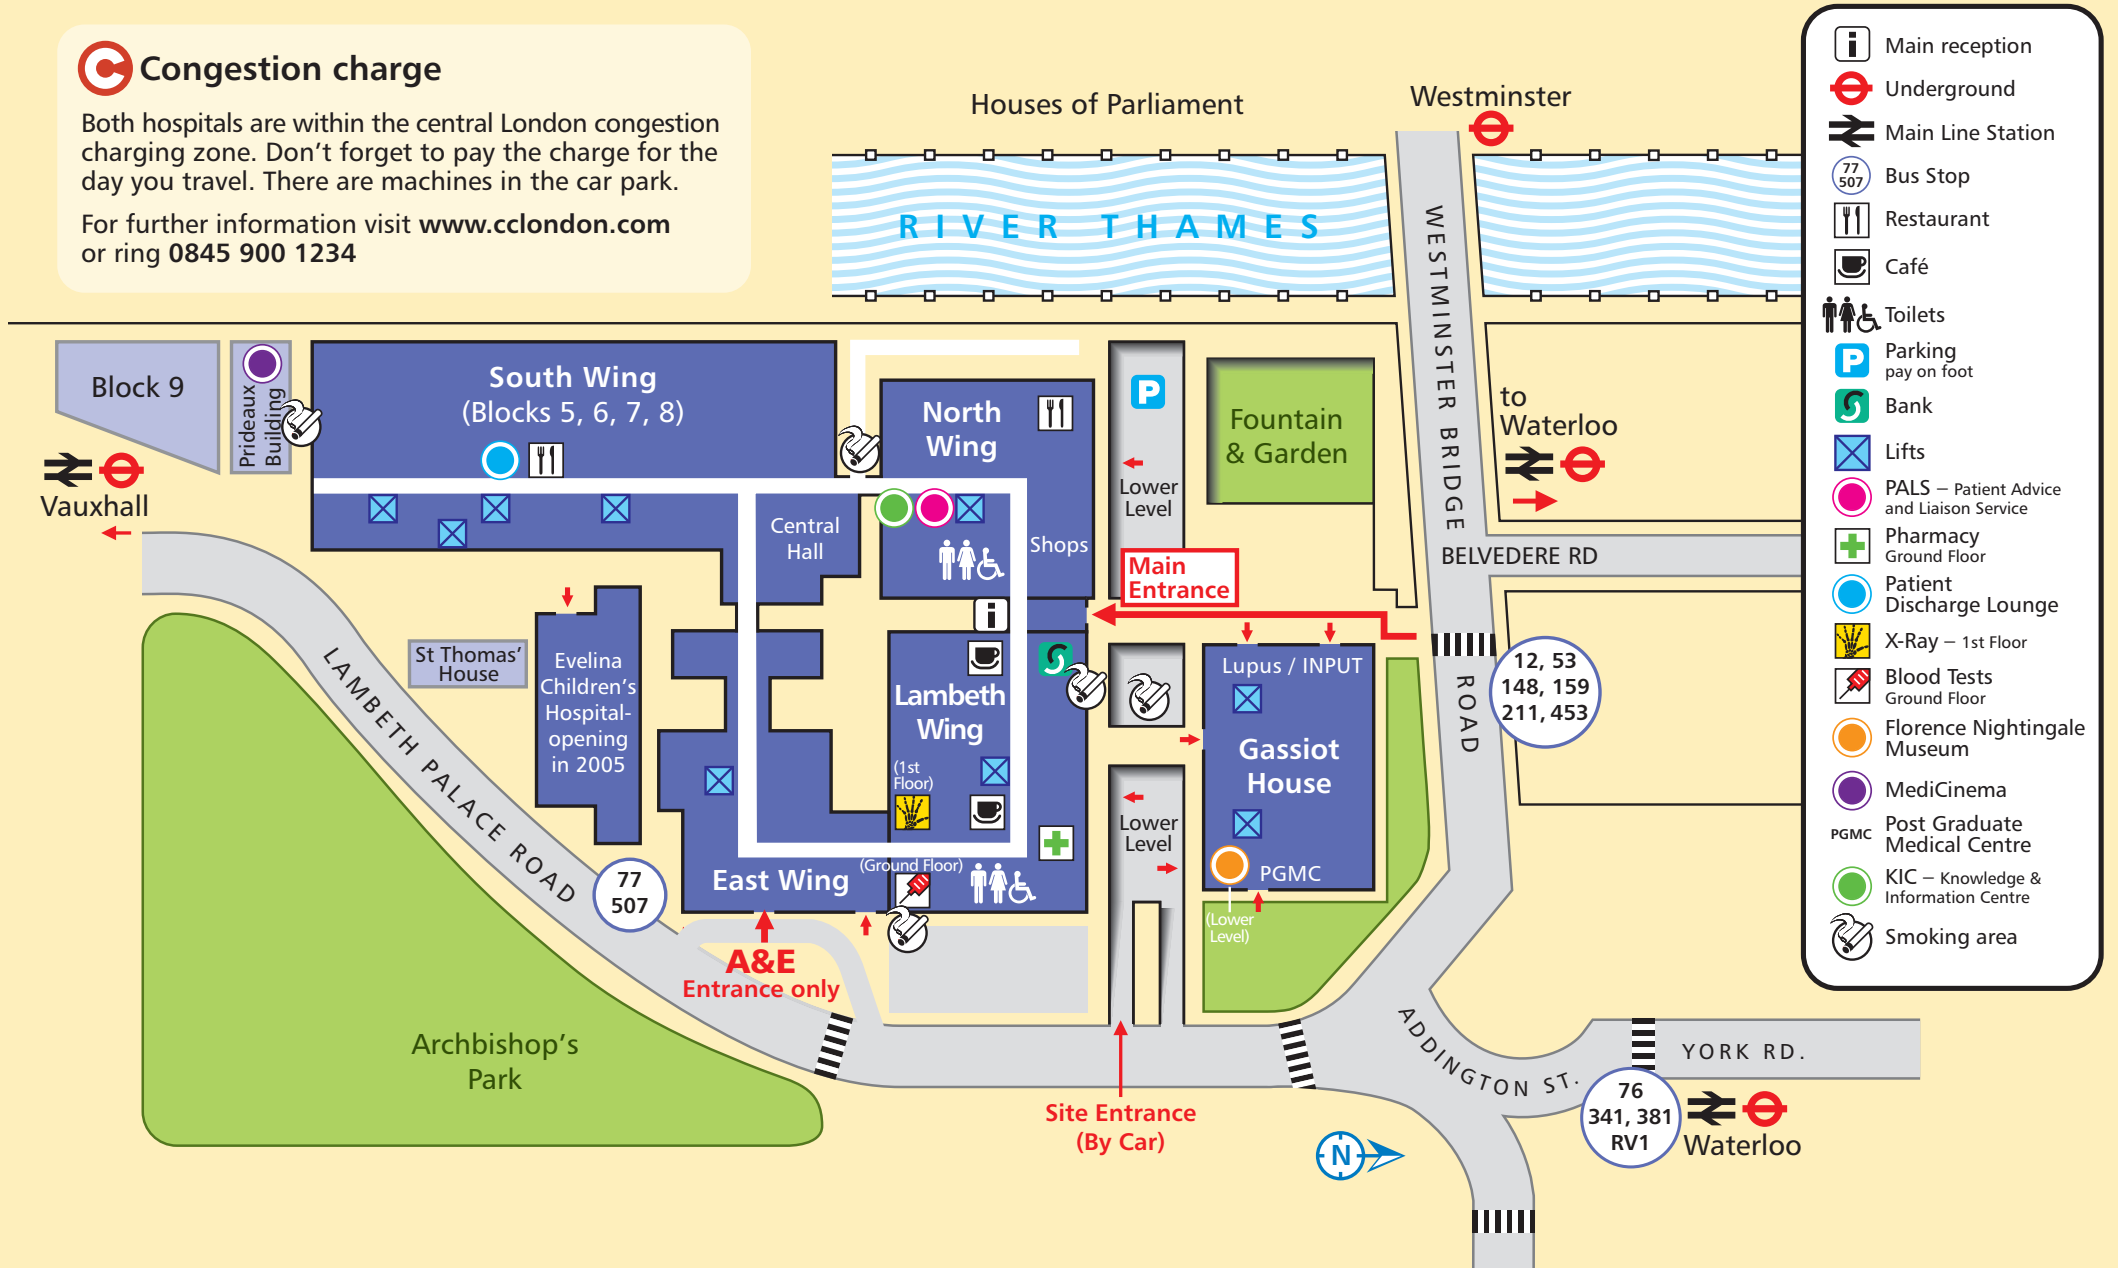 Congestion charge
Both hospitals are within the central London congestion
charging zone. Don't forget to pay the charge for the
day you travel. There are machines in the car park.
For further information visit www.cclondon.com
or ring 0845 900 1234
Houses of Parliament
Westminster
RIVER THAMES
WESTMINSTER BRIDGE
ROAD
to
Waterloo
BELVEDERE RD
Block 9
Prideaux
Building
Vauxhall
South Wing
(Blocks 5, 6, 7, 8)
North
Wing
Central
Hall
Shops
P
Lower
Level
Fountain
& Garden
Main
Entrance
i
St Thomas'
House
Evelina
Children's
Hospital-
opening
in 2005
Lambeth
Wing
(1st
Floor)
(Ground Floor)
East Wing
Lupus / INPUT
Gassiot
House
PGMC
(Lower
Level)
Lower
Level
12, 53
148, 159
211, 453
LAMBETH PALACE ROAD
77
507
A&E
Entrance only
Archbishop's
Park
Site Entrance
(By Car)
N
ADDINGTON ST.
YORK RD.
76
341, 381
RV1
Waterloo
i
Main reception
Underground
Main Line Station
77
507
Bus Stop
Restaurant
Café
Toilets
P
Parking
pay on foot
Bank
Lifts
PALS – Patient Advice
and Liaison Service
Pharmacy
Ground Floor
Patient
Discharge Lounge
X-Ray – 1st Floor
Blood Tests
Ground Floor
Florence Nightingale
Museum
MediCinema
PGMC
Post Graduate
Medical Centre
KIC – Knowledge &
Information Centre
Smoking area